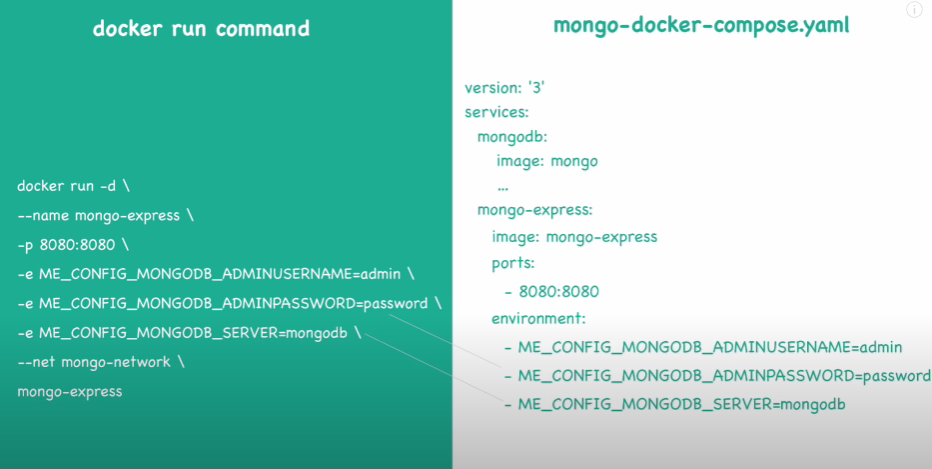 docker run command
docker run -d \
--name mongo-express \
-p 8080:8080 \
-e ME_CONFIG_MONGODB_ADMINUSERNAME=admin \
-e ME_CONFIG_MONGODB_ADMINPASSWORD=password \
-e ME_CONFIG_MONGODB_SERVER=mongodb \
--net mongo-network \
mongo-express
mongo-docker-compose.yaml
version: '3'
services:
mongodb:
image: mongo
...
mongo-express:
image: mongo-express
ports:
- 8080:8080
environment:
- ME_CONFIG_MONGODB_ADMINUSERNAME=admin
- ME_CONFIG_MONGODB_ADMINPASSWORD=password
- ME_CONFIG_MONGODB_SERVER=mongodb